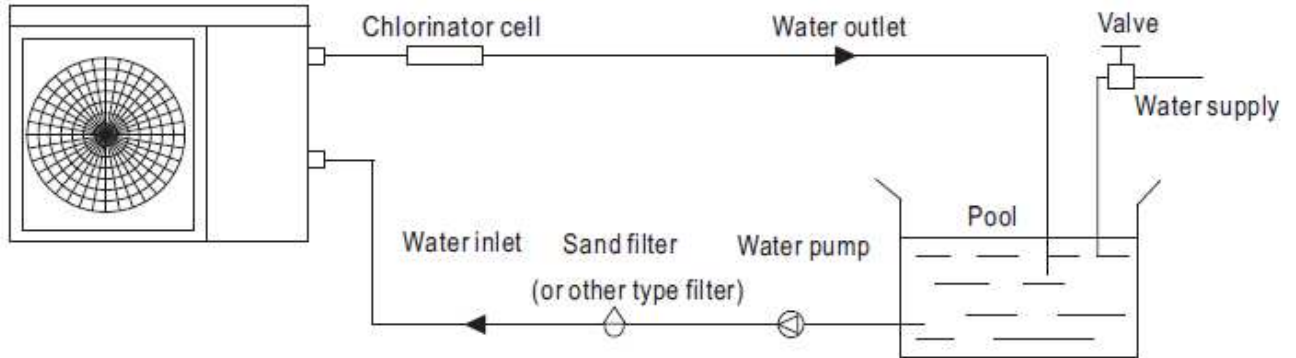 Chlorinator cell
Water outlet
Valve
Water supply
Pool
Water inlet
Sand filter
(or other type filter)
Water pump